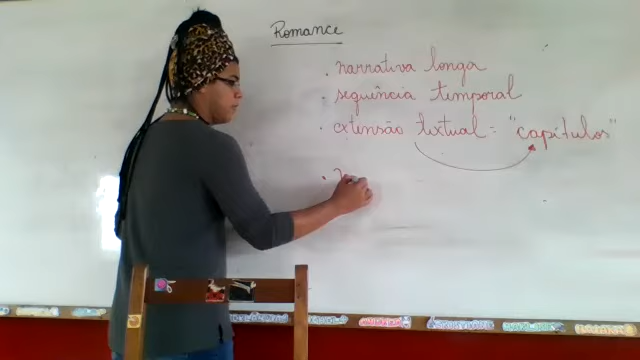 Romance
. narrativa longa
. sequência temporal
. extensão textual = "capítulos"